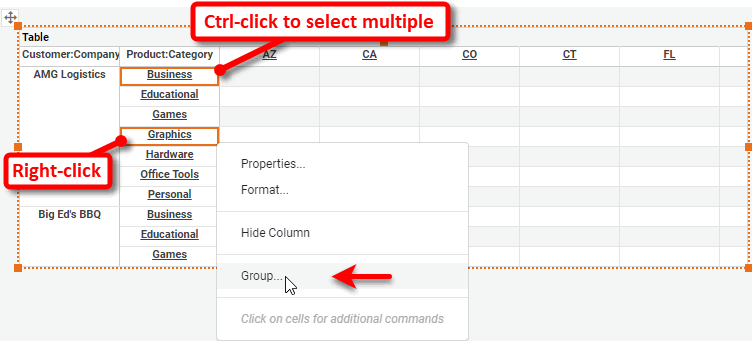 Ctrl-click to select multiple
Table
Customer:Company Product:Category AZ CA CO CT FL
AMG Logistics Business
Educational
Games
Graphics
Right-click
Hardware
Office Tools
Personal
Big Ed's BBQ Business
Educational
Games
Properties...
Format...
Hide Column
Group...
Click on cells for additional commands